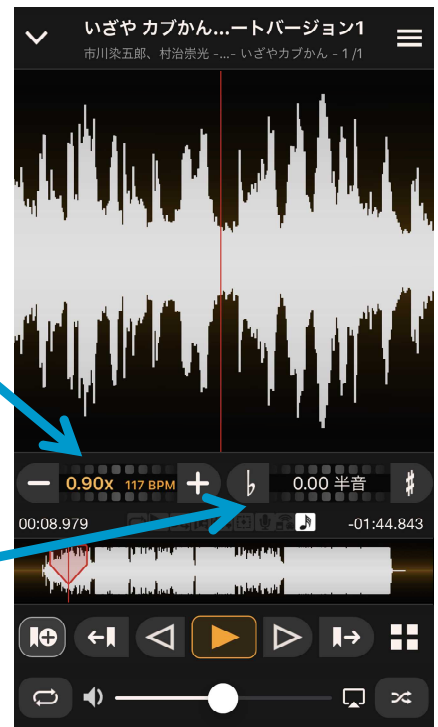 いざや カブかん...ートバージョン1
市川染五郎、村治崇光 -...- いざやカブかん - 1 /1
0.90x 117 BPM
♭ 0.00 半音 ♯
00:08.979 -01:44.843